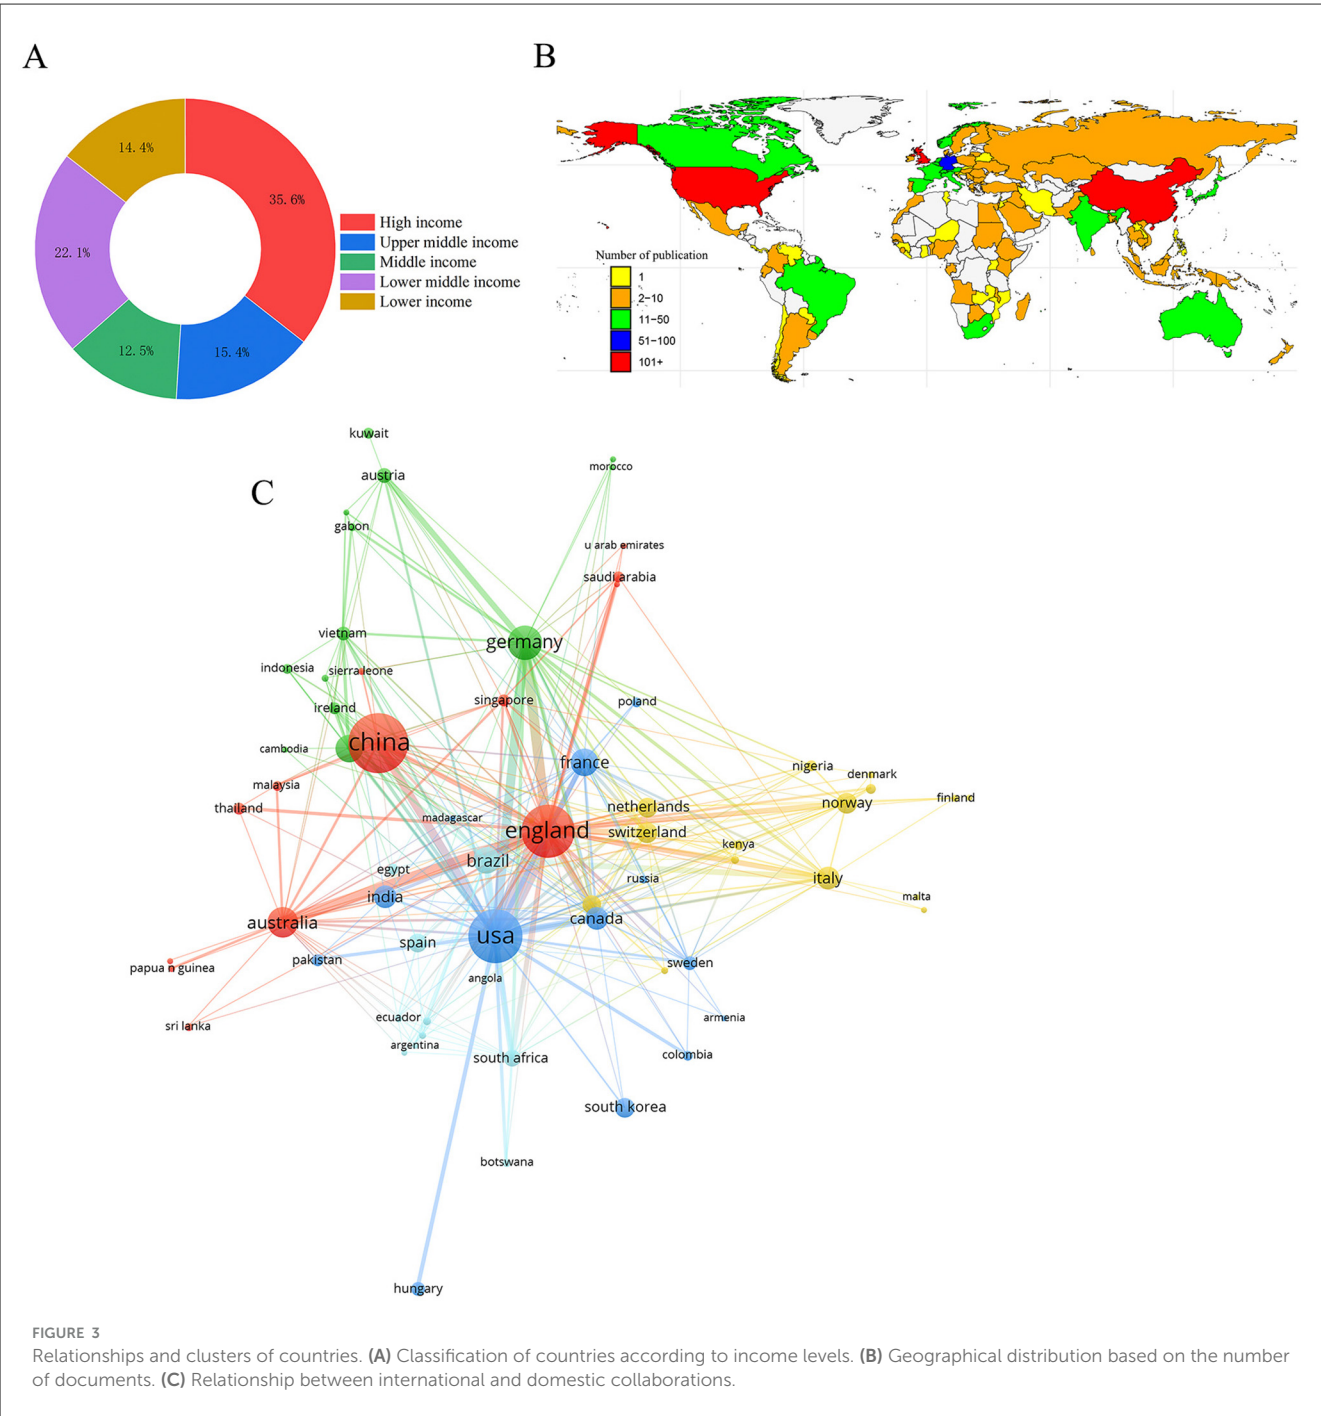 A
14.4%
35.6%
22.1%
12.5%
15.4%
High income
Upper middle income
Middle income
Lower middle income
Lower income
B
Number of publication
1
2–10
11–50
51–100
101+
C
kuwait
austria
morocco
gabon
u arab emirates
saudi arabia
vietnam
germany
indonesia
sierra leone
singapore
poland
ireland
china
cambodia
france
nigeria
denmark
malaysia
thailand
netherlands
norway
finland
madagascar
england
switzerland
kenya
brazil
egypt
russia
italy
india
malta
australia
canada
usa
spain
pakistan
papua n guinea
sweden
angola
ecuador
armenia
sri lanka
argentina
south africa
colombia
south korea
botswana
hungary
FIGURE 3
Relationships and clusters of countries. (A) Classification of countries according to income levels. (B) Geographical distribution based on the number
of documents. (C) Relationship between international and domestic collaborations.